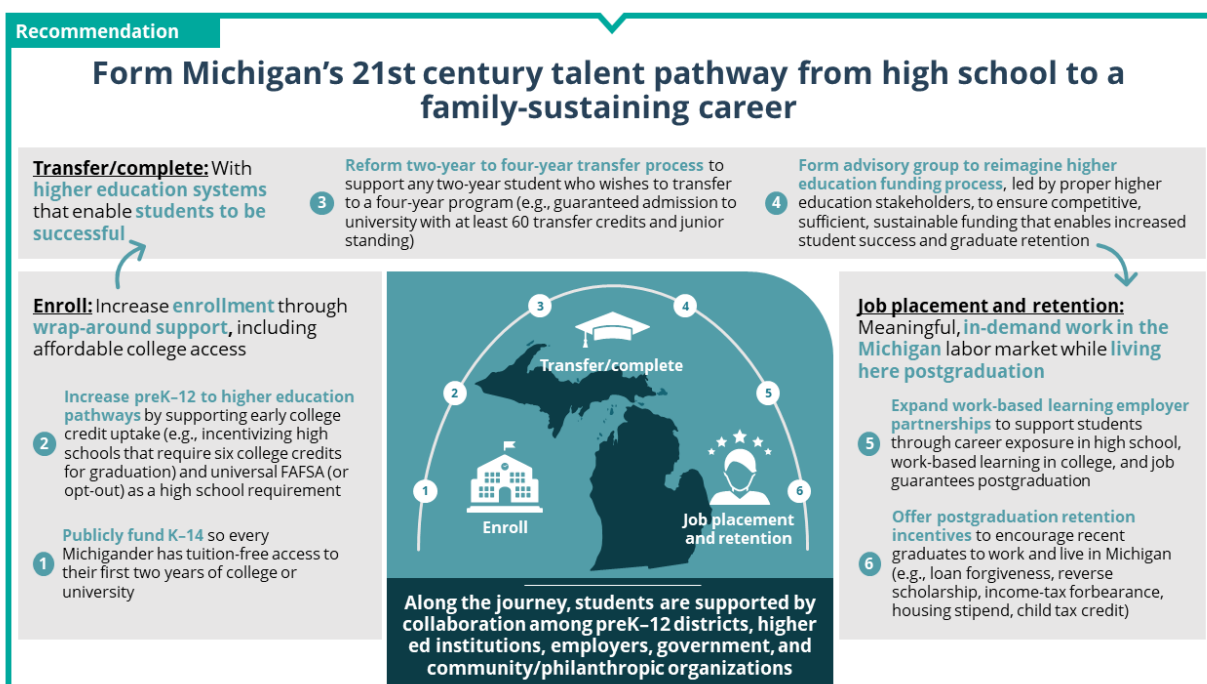 Recommendation
Form Michigan’s 21st century talent pathway from high school to a
family-sustaining career
Transfer/complete: With
higher education systems
that enable students to be
successful
3
Reform two-year to four-year transfer process to
support any two-year student who wishes to transfer
to a four-year program (e.g., guaranteed admission to
university with at least 60 transfer credits and junior
standing)
4
Form advisory group to reimagine higher
education funding process, led by proper higher
education stakeholders, to ensure competitive,
sufficient, sustainable funding that enables increased
student success and graduate retention
Enroll: Increase enrollment through
wrap-around support, including
affordable college access
2
Increase preK–12 to higher education
pathways by supporting early college
credit uptake (e.g., incentivizing high
schools that require six college credits
for graduation) and universal FAFSA (or
opt-out) as a high school requirement
1
Publicly fund K–14 so every
Michigander has tuition-free access to
their first two years of college or
university
3
4
Transfer/complete
2
5
1
6
Enroll
Job placement
and retention
Along the journey, students are supported by
collaboration among preK–12 districts, higher
ed institutions, employers, government, and
community/philanthropic organizations
Job placement and retention:
Meaningful, in-demand work in the
Michigan labor market while living
here postgraduation
5
Expand work-based learning employer
partnerships to support students
through career exposure in high school,
work-based learning in college, and job
guarantees postgraduation
6
Offer postgraduation retention
incentives to encourage recent
graduates to work and live in Michigan
(e.g., loan forgiveness, reverse
scholarship, income-tax forbearance,
housing stipend, child tax credit)